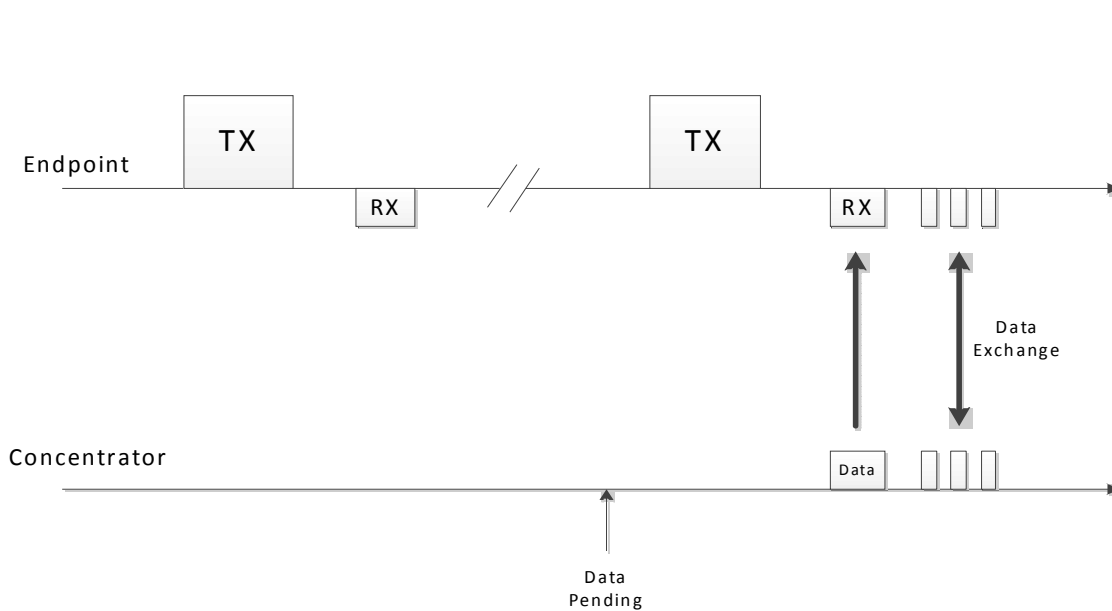 TX
TX
Endpoint
RX
RX
Data
Exchange
Concentrator
Data
Data
Pending